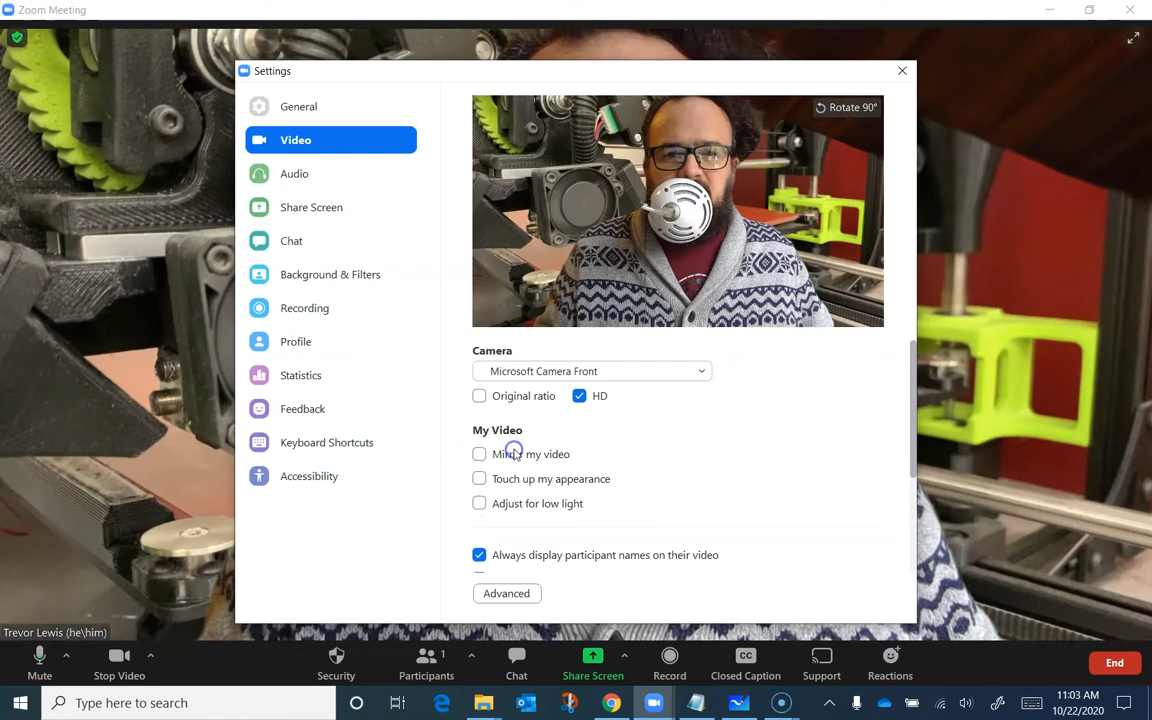 Zoom Meeting
Settings
General
Video
Audio
Share Screen
Chat
Background & Filters
Recording
Profile
Statistics
Feedback
Keyboard Shortcuts
Accessibility
Rotate 90°
Camera
Microsoft Camera Front
Original ratio HD
My Video
Mirror my video
Touch up my appearance
Adjust for low light
Always display participant names on their video
Advanced
Trevor Lewis (he\him)
Mute
Stop Video
Security
1
Participants
Chat
Share Screen
Record
CC
Closed Caption
Support
Reactions
End
Type here to search
11:03 AM
10/22/2020